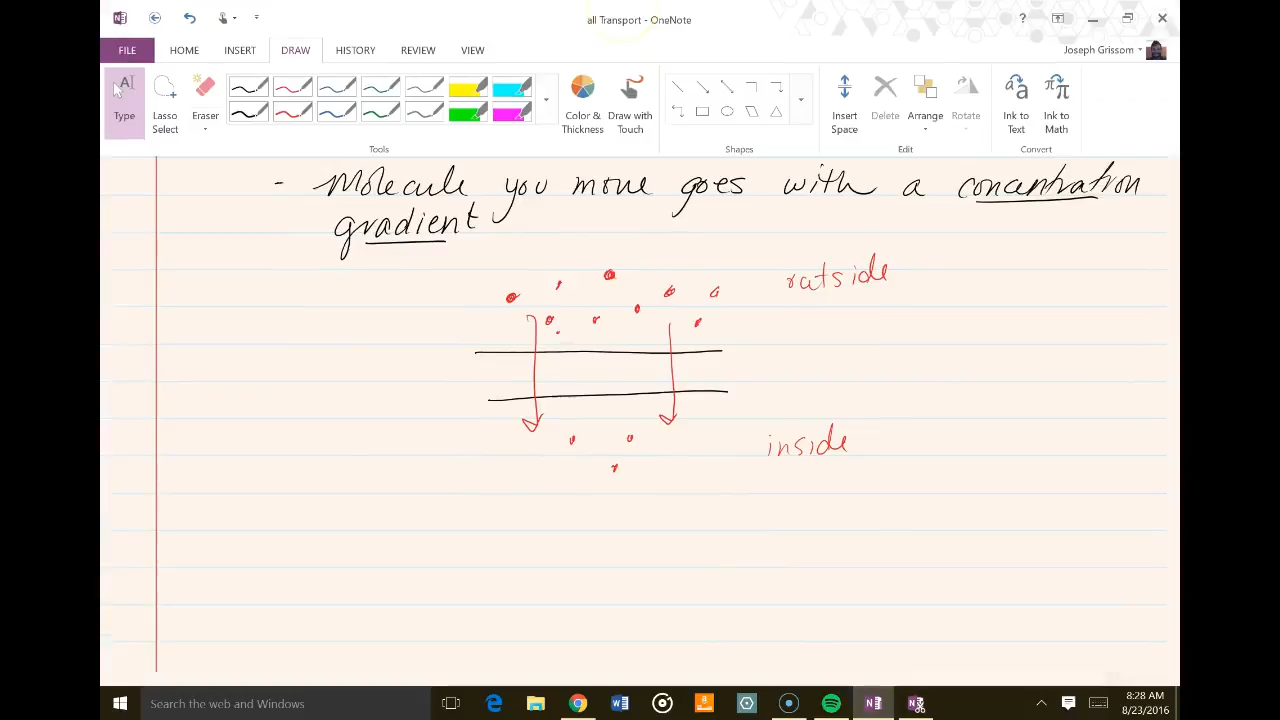 all Transport - OneNote
?
FILE HOME INSERT DRAW HISTORY REVIEW VIEW
Joseph Grissom
Type
Lasso Select
Eraser
Color & Thickness
Draw with Touch
Insert Space
Delete
Arrange
Rotate
Ink to Text
Ink to Math
Tools Shapes Edit Convert
- Molecule you move goes with a concentration
gradient
outside
inside
Search the web and Windows
8:28 AM
8/23/2016